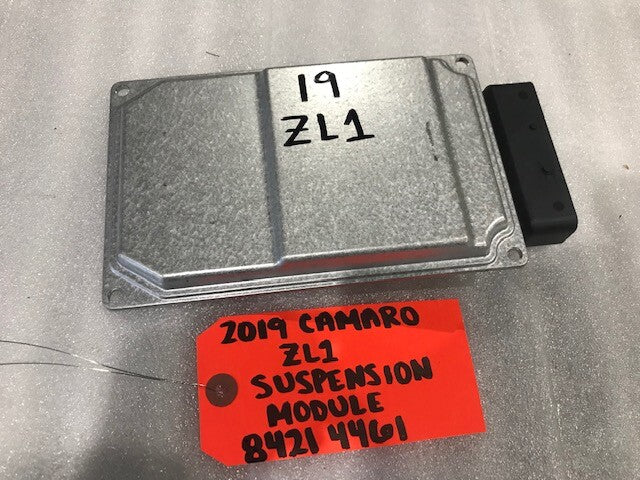 19
ZL1
2019 CAMARO
ZL1
SUSPENSION
MODULE
84214461